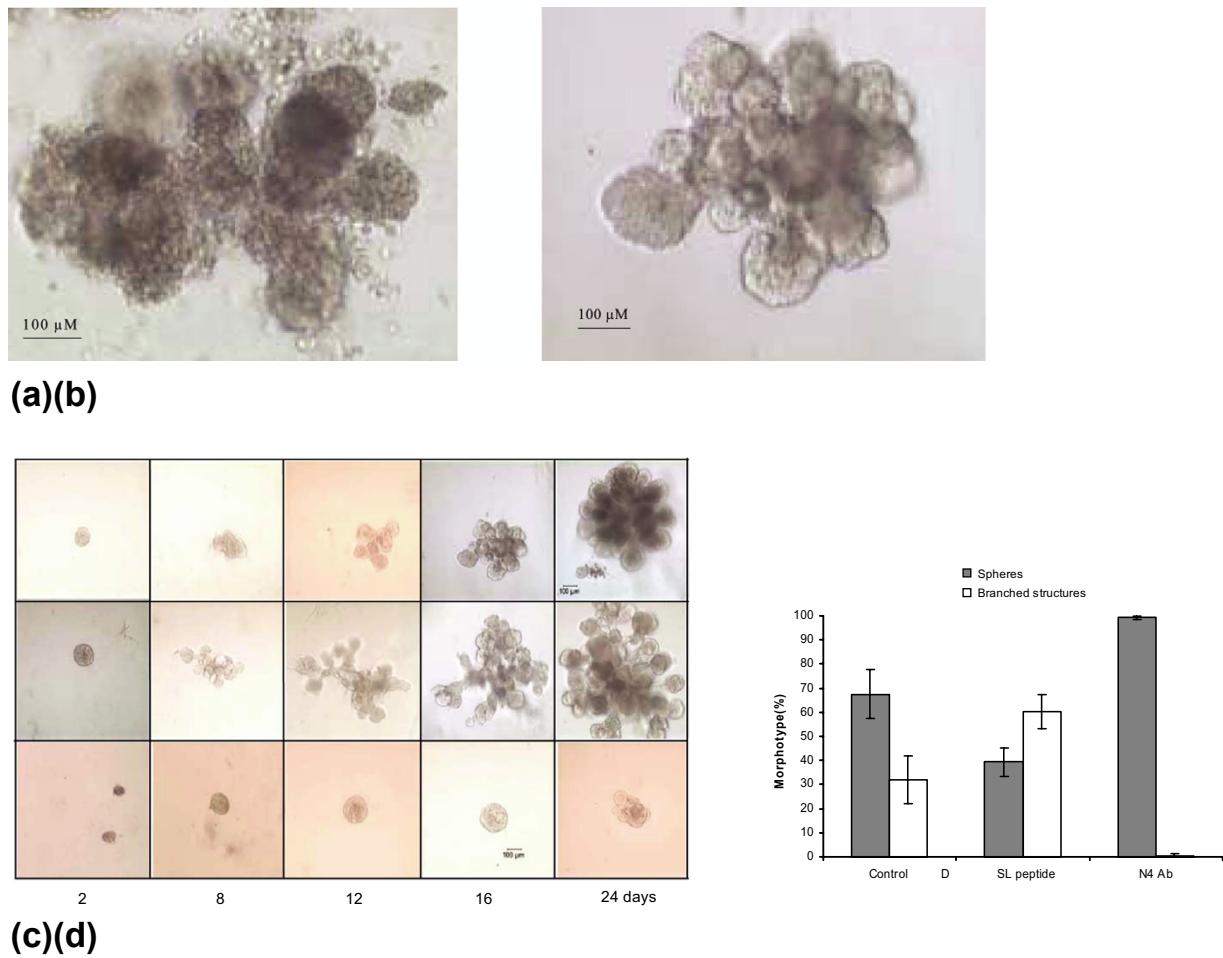 100 µM
100 µM
(a)(b)
100 µm
100 µm
2 8 12 16 24 days
(c)(d)
Spheres
Branched structures
Morphotype(%)
100
90
80
70
60
50
40
30
20
10
0
Control D SL peptide N4 Ab